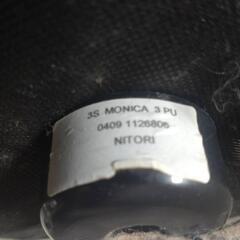 3S MONICA 3 PU
0409 1126806
NITORI